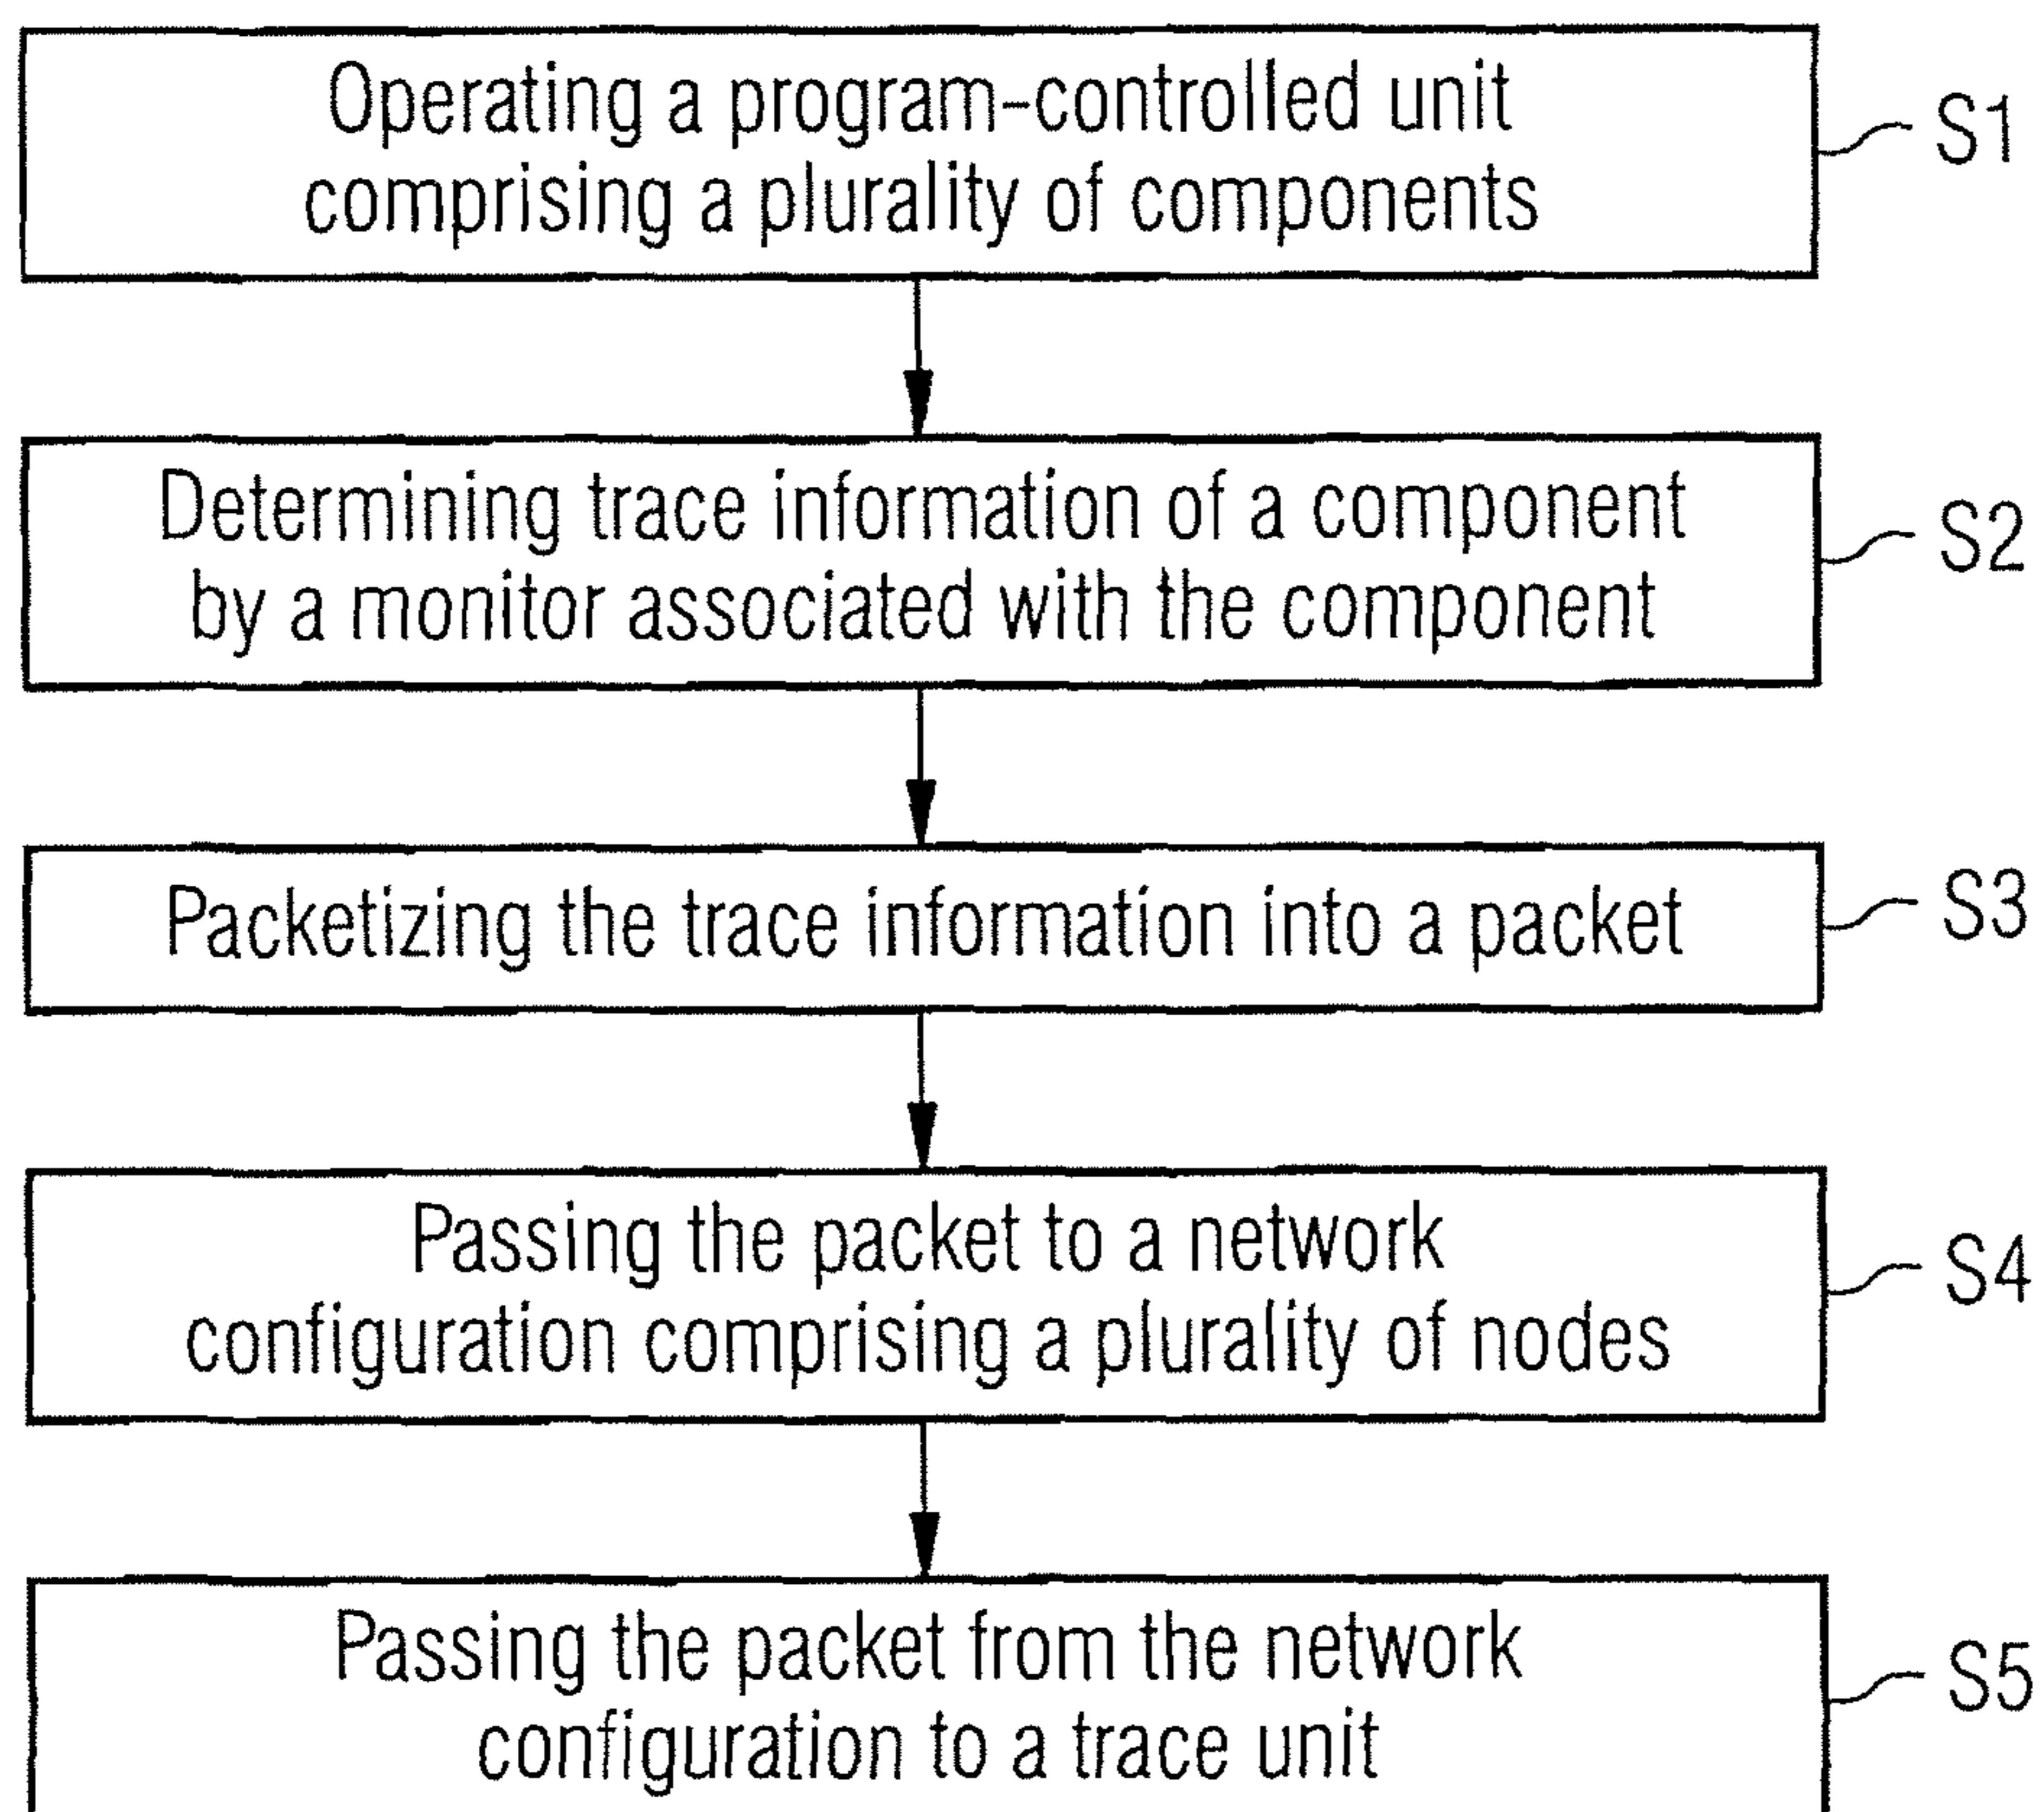 Operating a program-controlled unit
comprising a plurality of components
S1
Determining trace information of a component
by a monitor associated with the component
S2
Packetizing the trace information into a packet
S3
Passing the packet to a network
configuration comprising a plurality of nodes
S4
Passing the packet from the network
configuration to a trace unit
S5